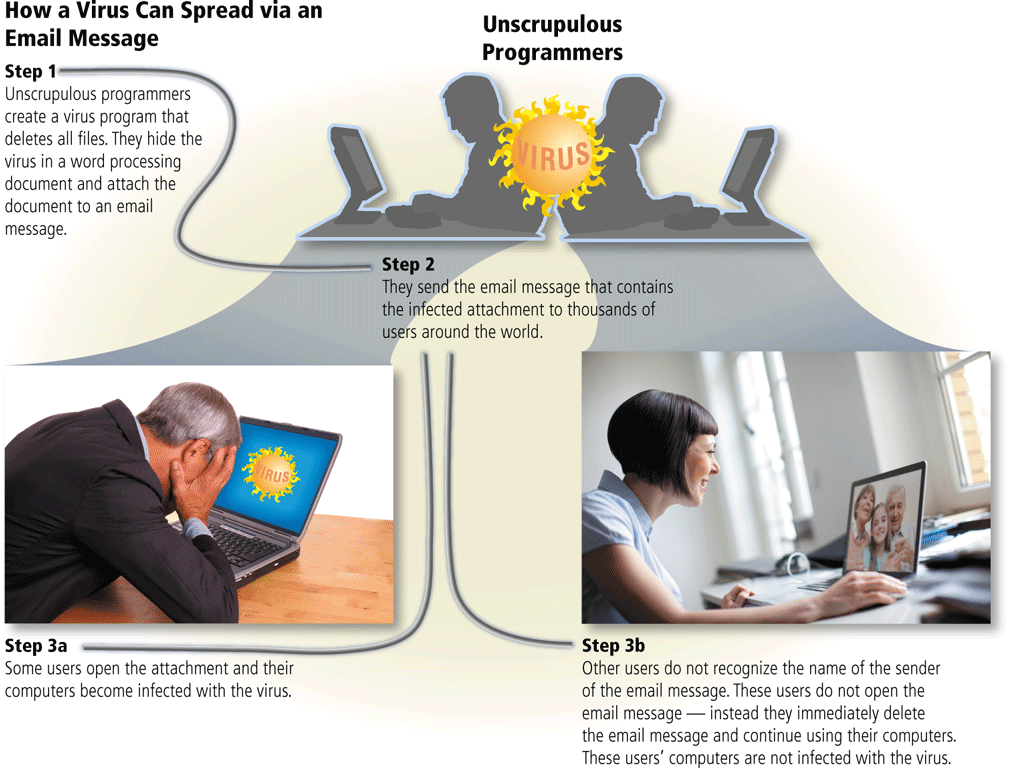 How a Virus Can Spread via an
Email Message
Unscrupulous
Programmers
Step 1
Unscrupulous programmers
create a virus program that
deletes all files. They hide the
virus in a word processing
document and attach the
document to an email
message.
VIRUS
Step 2
They send the email message that contains
the infected attachment to thousands of
users around the world.
VIRUS
Step 3a
Some users open the attachment and their
computers become infected with the virus.
Step 3b
Other users do not recognize the name of the sender
of the email message. These users do not open the
email message — instead they immediately delete
the email message and continue using their computers.
These users’ computers are not infected with the virus.